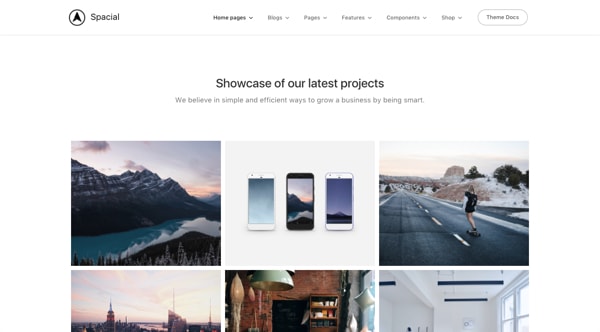 Spacial
Home pages Blogs Pages Features Components Shop Theme Docs
Showcase of our latest projects
We believe in simple and efficient ways to grow a business by being smart.